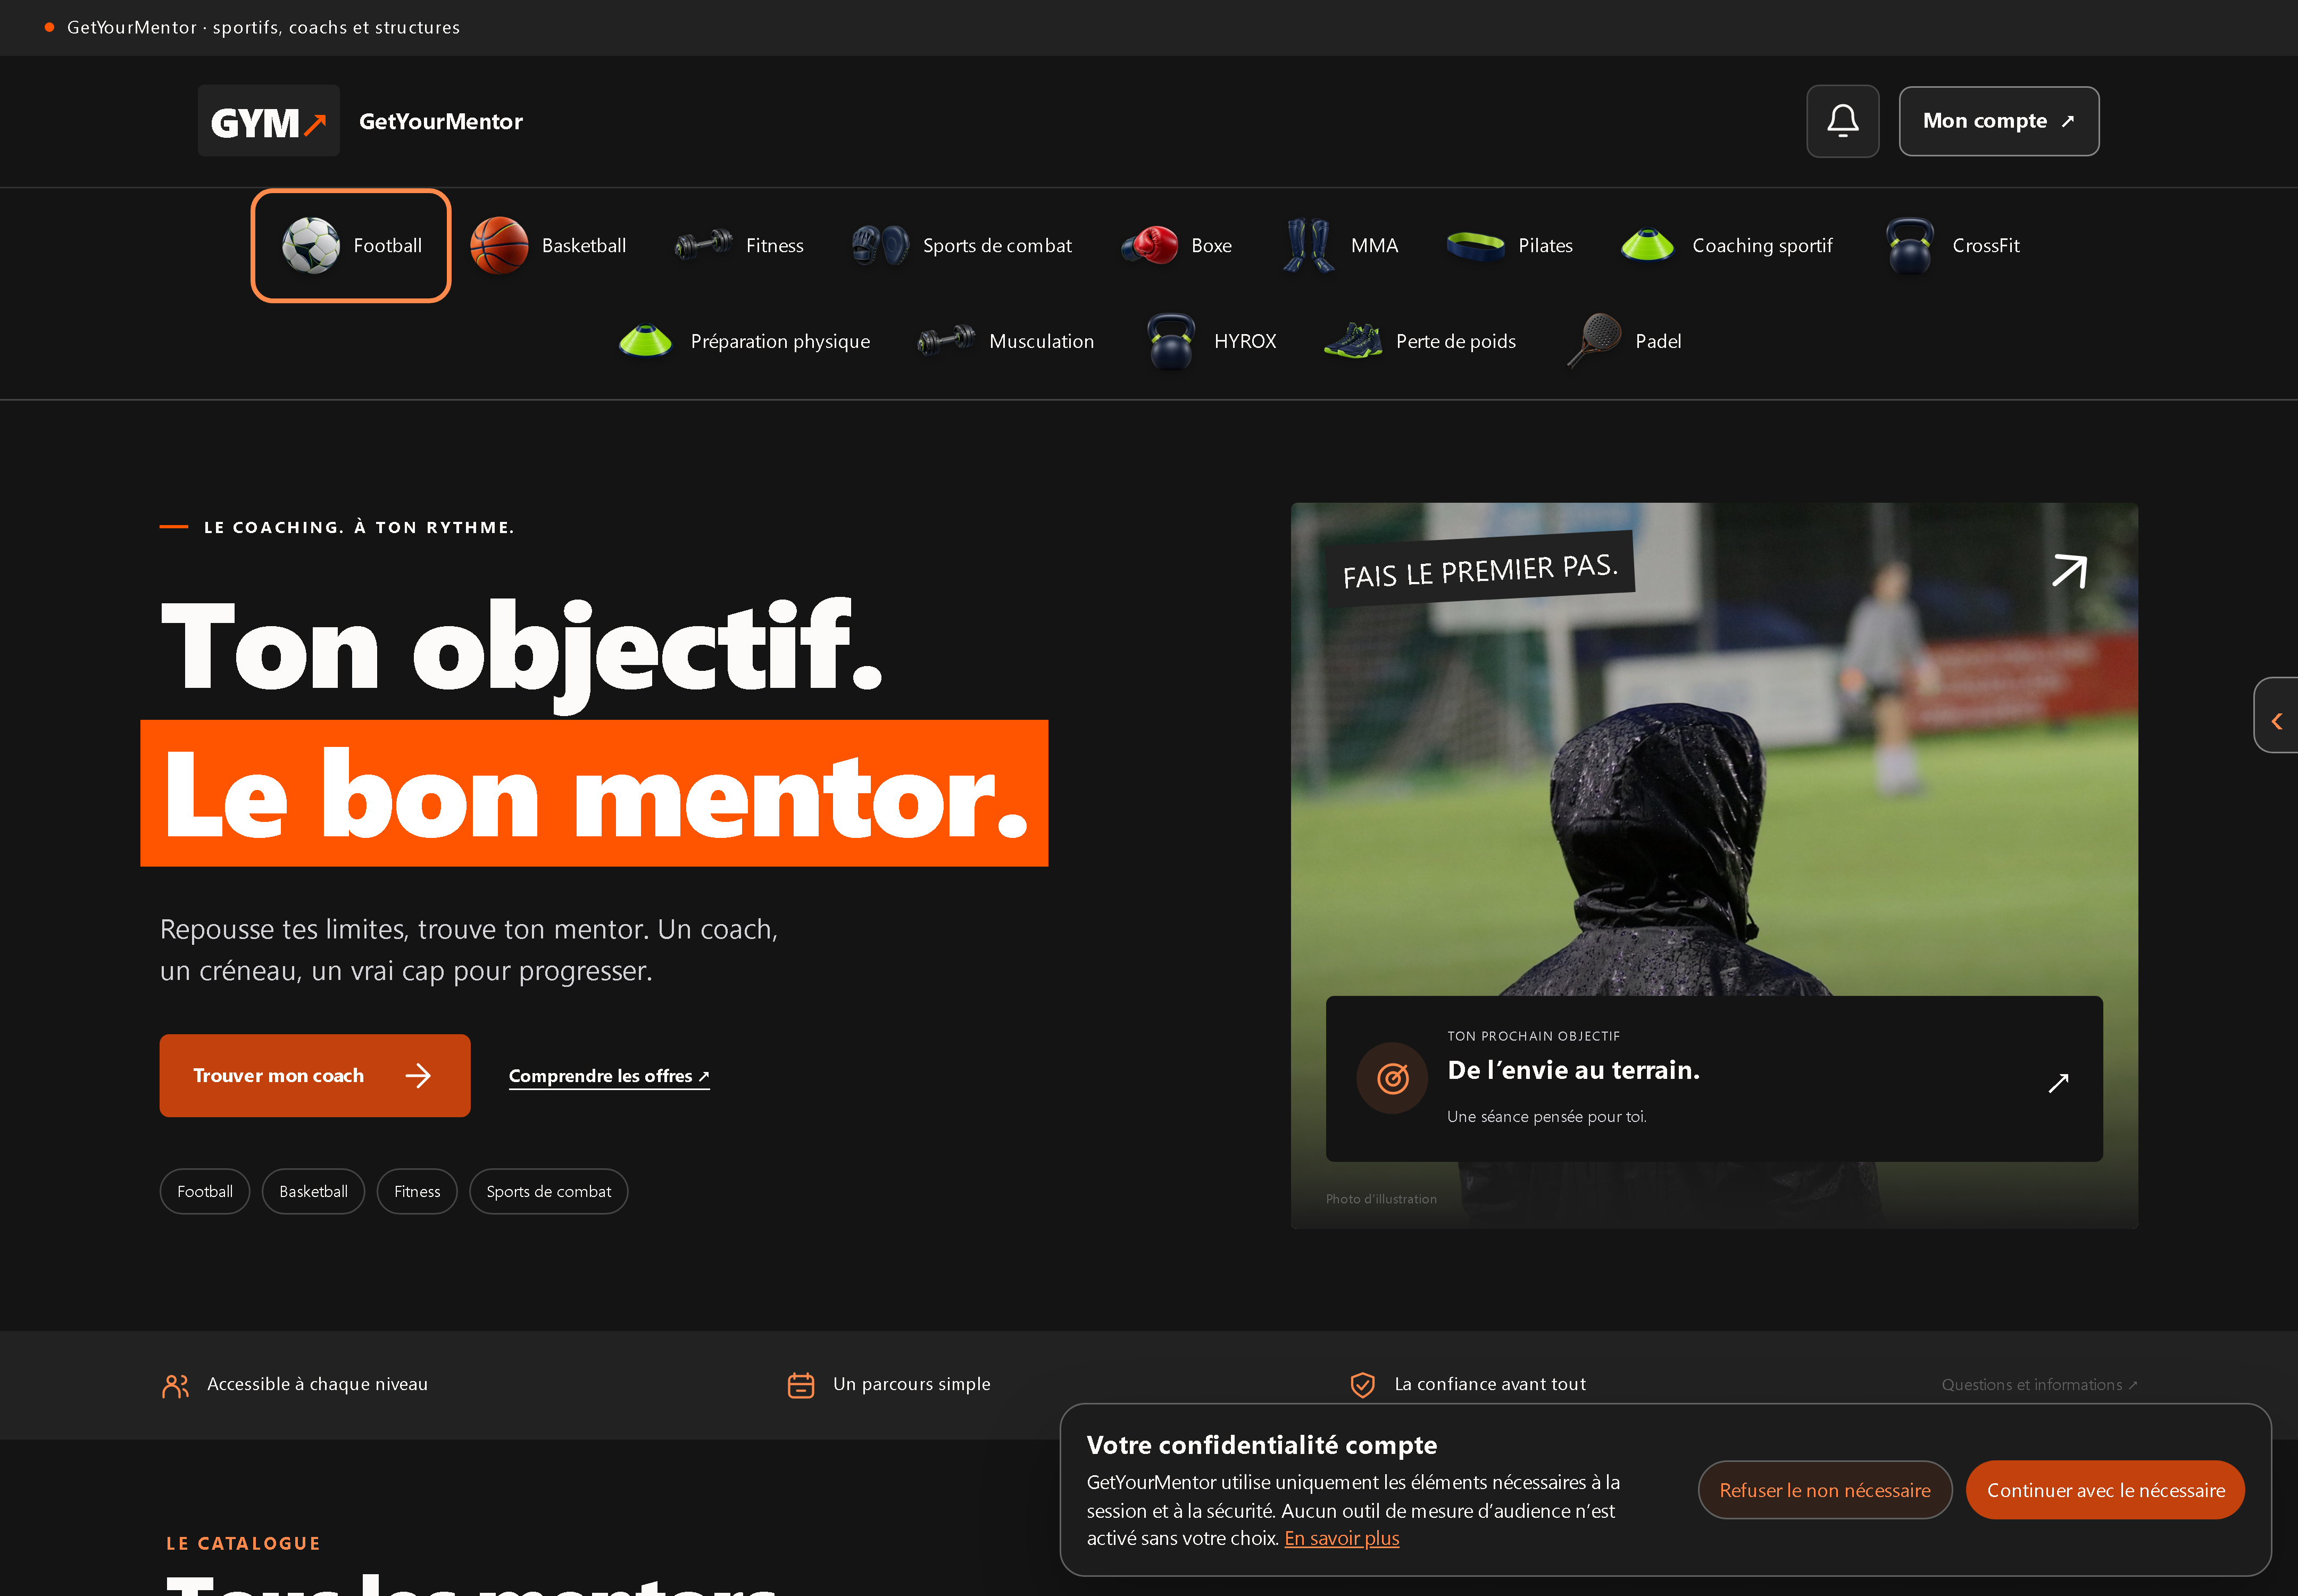 GetYourMentor · sportifs, coachs et structures
GYM↗ GetYourMentor
Mon compte ↗
Football Basketball Fitness Sports de combat Boxe MMA Pilates Coaching sportif CrossFit
Préparation physique Musculation HYROX Perte de poids Padel
LE COACHING. À TON RYTHME.
Ton objectif.
Le bon mentor.
Repousse tes limites, trouve ton mentor. Un coach,
un créneau, un vrai cap pour progresser.
Trouver mon coach → Comprendre les offres ↗
Football Basketball Fitness Sports de combat
FAIS LE PREMIER PAS.
TON PROCHAIN OBJECTIF
De l’envie au terrain.
Une séance pensée pour toi.
Photo d’illustration
Accessible à chaque niveau Un parcours simple La confiance avant tout Questions et informations ↗
Votre confidentialité compte
GetYourMentor utilise uniquement les éléments nécessaires à la
session et à la sécurité. Aucun outil de mesure d’audience n’est
activé sans votre choix. En savoir plus
Refuser le non nécessaire Continuer avec le nécessaire
LE CATALOGUE
Tous les mentors